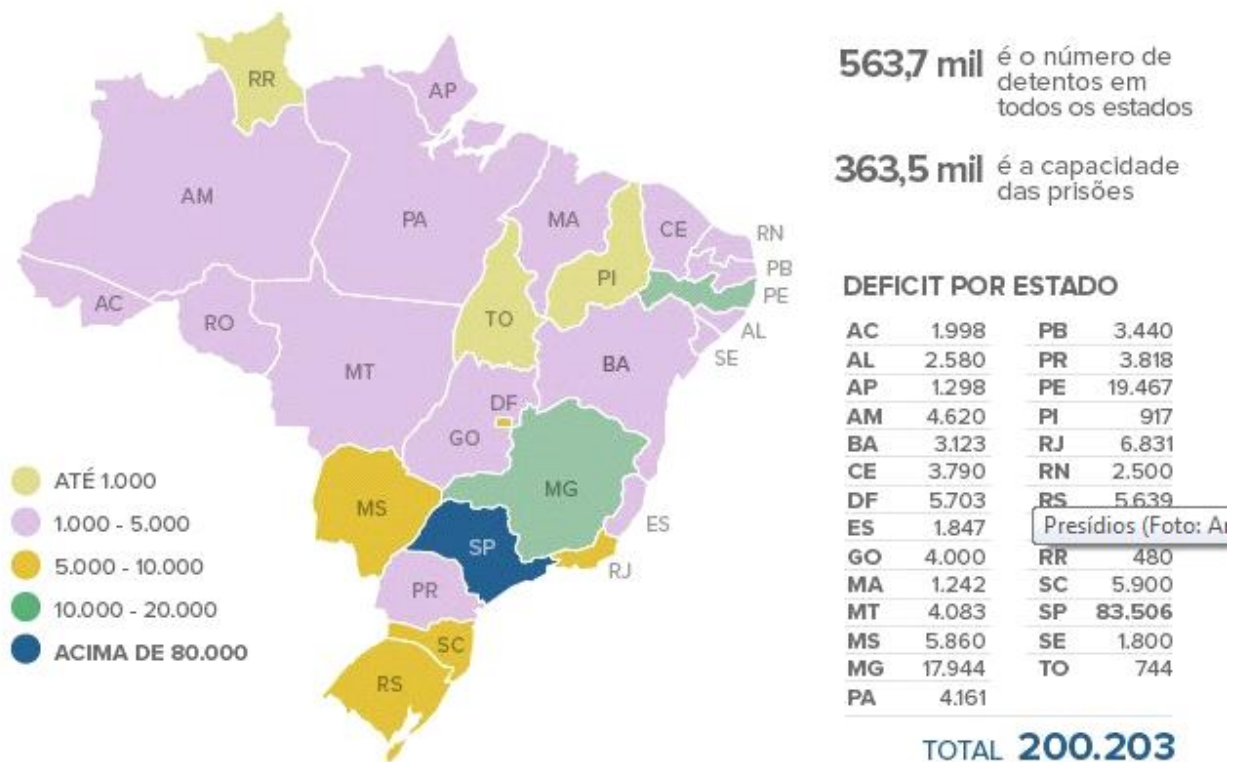 RR
AP
AM
PA
MA
CE
RN
PB
PE
AL
SE
PI
TO
AC
RO
MT
BA
DF
GO
MG
MS
ES
SP
RJ
PR
SC
RS
ATÉ 1.000
1.000 - 5.000
5.000 - 10.000
10.000 - 20.000
ACIMA DE 80.000
563,7 mil é o número de
detentos em
todos os estados
363,5 mil é a capacidade
das prisões
DEFICIT POR ESTADO
AC 1.998 PB 3.440
AL 2.580 PR 3.818
AP 1.298 PE 19.467
AM 4.620 PI 917
BA 3.123 RJ 6.831
CE 3.790 RN 2.500
DF 5.703 RS 5.639
ES 1.847
Presídios (Foto:
GO 4.000 RR 480
MA 1.242 SC 5.900
MT 4.083 SP 83.506
MS 5.860 SE 1.800
MG 17.944 TO 744
PA 4.161
TOTAL 200.203